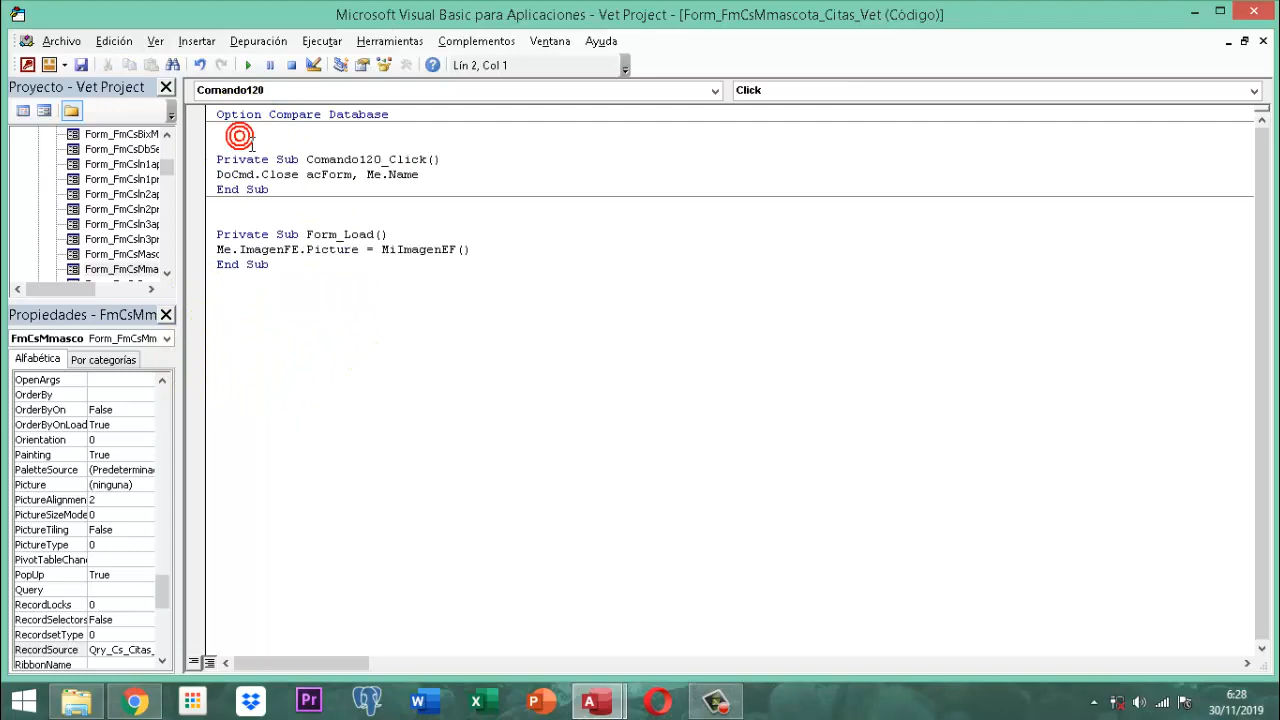 Microsoft Visual Basic para Aplicaciones - Vet Project - [Form_FmCsMmascota_Citas_Vet (Código)]
Archivo Edición Ver Insertar Depuración Ejecutar Herramientas Complementos Ventana Ayuda
Lín 2, Col 1
Proyecto - Vet Project
Form_FmCsBixM
Form_FmCsDbSe
Form_FmCsIn1ap
Form_FmCsIn1pr
Form_FmCsIn2ap
Form_FmCsIn2pr
Form_FmCsIn3ap
Form_FmCsIn3pr
Form_FmCsMasc
Form_FmCsMma
Propiedades - FmCsMm
FmCsMmasco Form_FmCsMm
Alfabética Por categorías
OpenArgs
OrderBy
OrderByOn False
OrderByOnLoad True
Orientation 0
Painting True
PaletteSource (Predetermina
Picture (ninguna)
PictureAlignmen 2
PictureSizeMode 0
PictureTiling False
PictureType 0
PivotTableChan
PopUp True
Query
RecordLocks 0
RecordSelectors False
RecordsetType 0
RecordSource Qry_Cs_Citas_
RibbonName
Comando120 Click
Option Compare Database
Private Sub Comando120_Click()
DoCmd.Close acForm, Me.Name
End Sub
Private Sub Form_Load()
Me.ImagenFE.Picture = MiImagenEF()
End Sub
6:28
30/11/2019